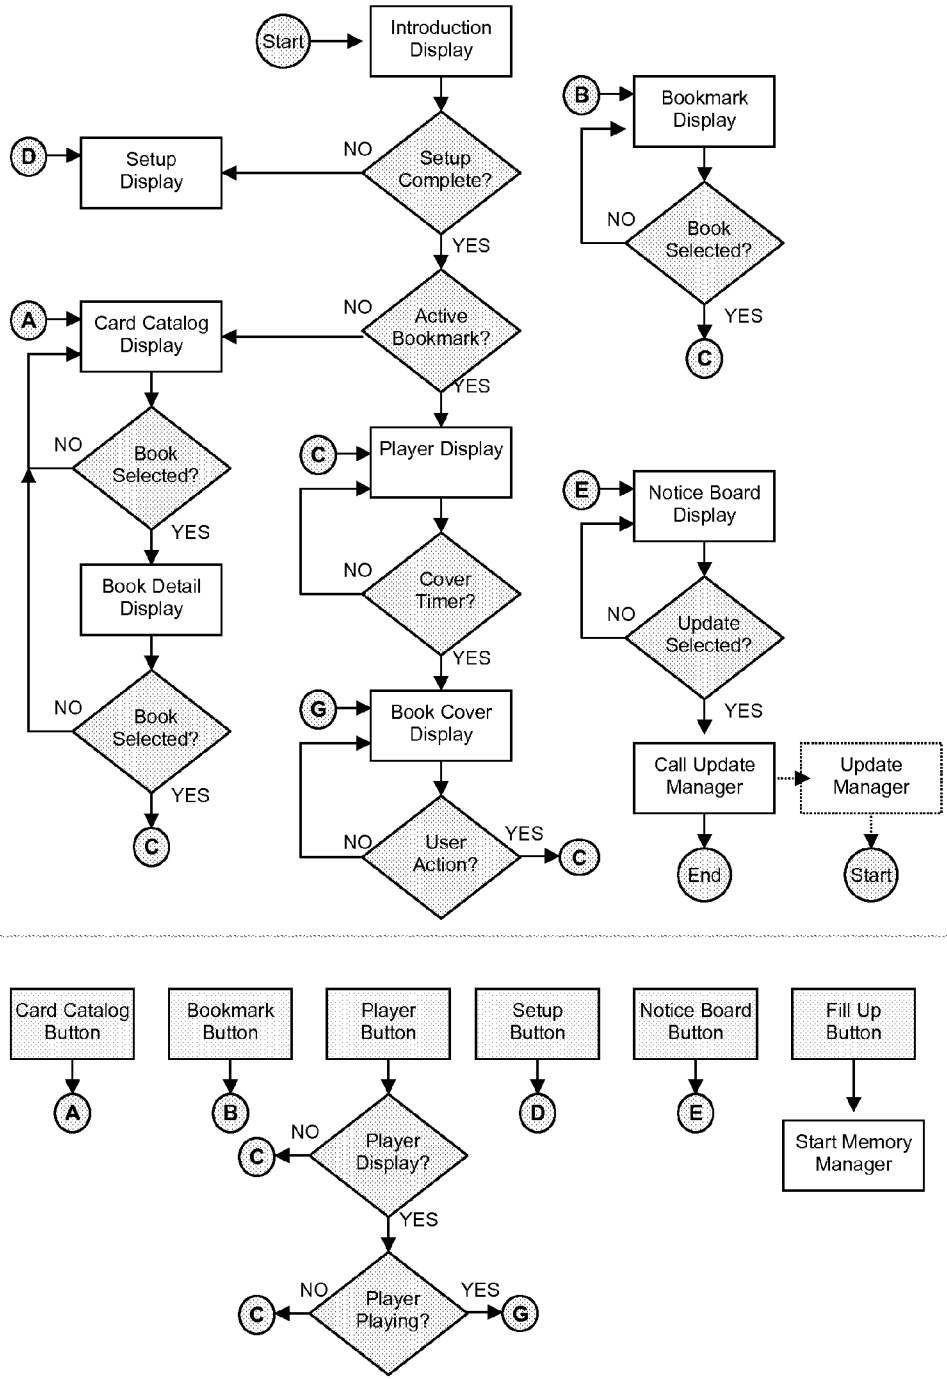 Start
Introduction
Display
NO
Setup
Complete?
D
Setup
Display
YES
NO
Active
Bookmark?
A
Card Catalog
Display
YES
NO
Book
Selected?
YES
Book Detail
Display
NO
Book
Selected?
YES
C
C
Player Display
NO
Cover
Timer?
YES
G
Book Cover
Display
NO
User
Action?
YES
C
B
Bookmark
Display
NO
Book
Selected?
YES
C
E
Notice Board
Display
NO
Update
Selected?
YES
Call Update
Manager
Update
Manager
End
Start
Card Catalog
Button
A
Bookmark
Button
B
Player
Button
NO
C
Player
Display?
YES
NO
C
Player
Playing?
YES
G
Setup
Button
D
Notice Board
Button
E
Fill Up
Button
Start Memory
Manager